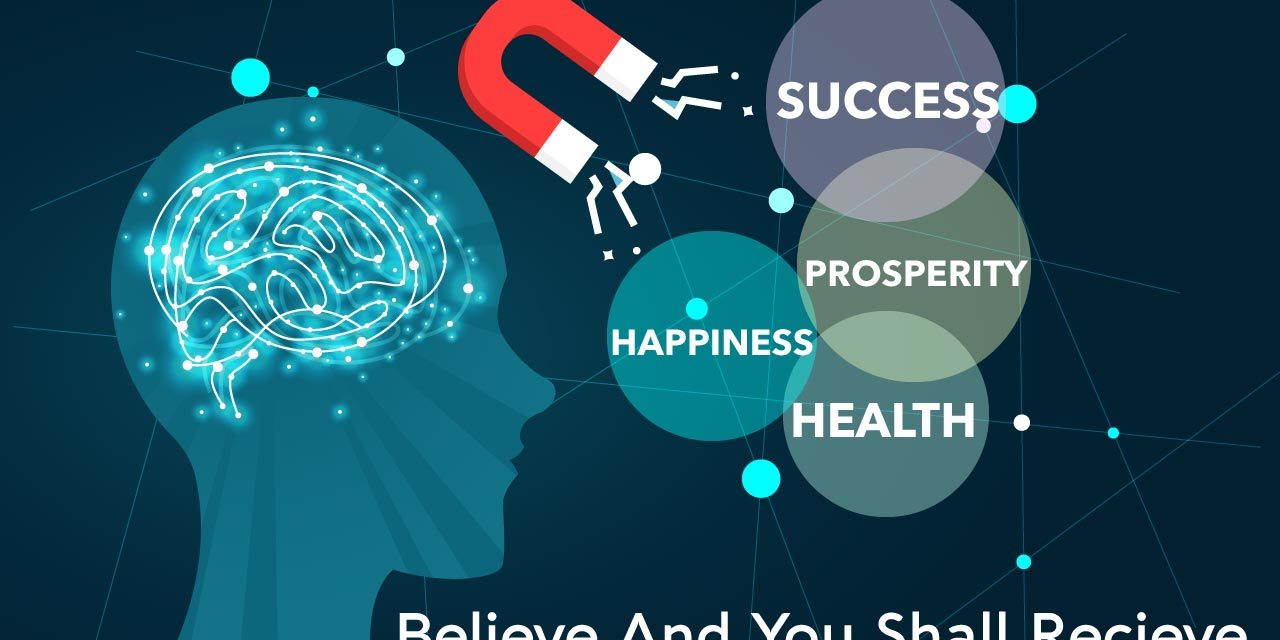 SUCCESS
PROSPERITY
HAPPINESS
HEALTH
Believe And You Shall Recieve